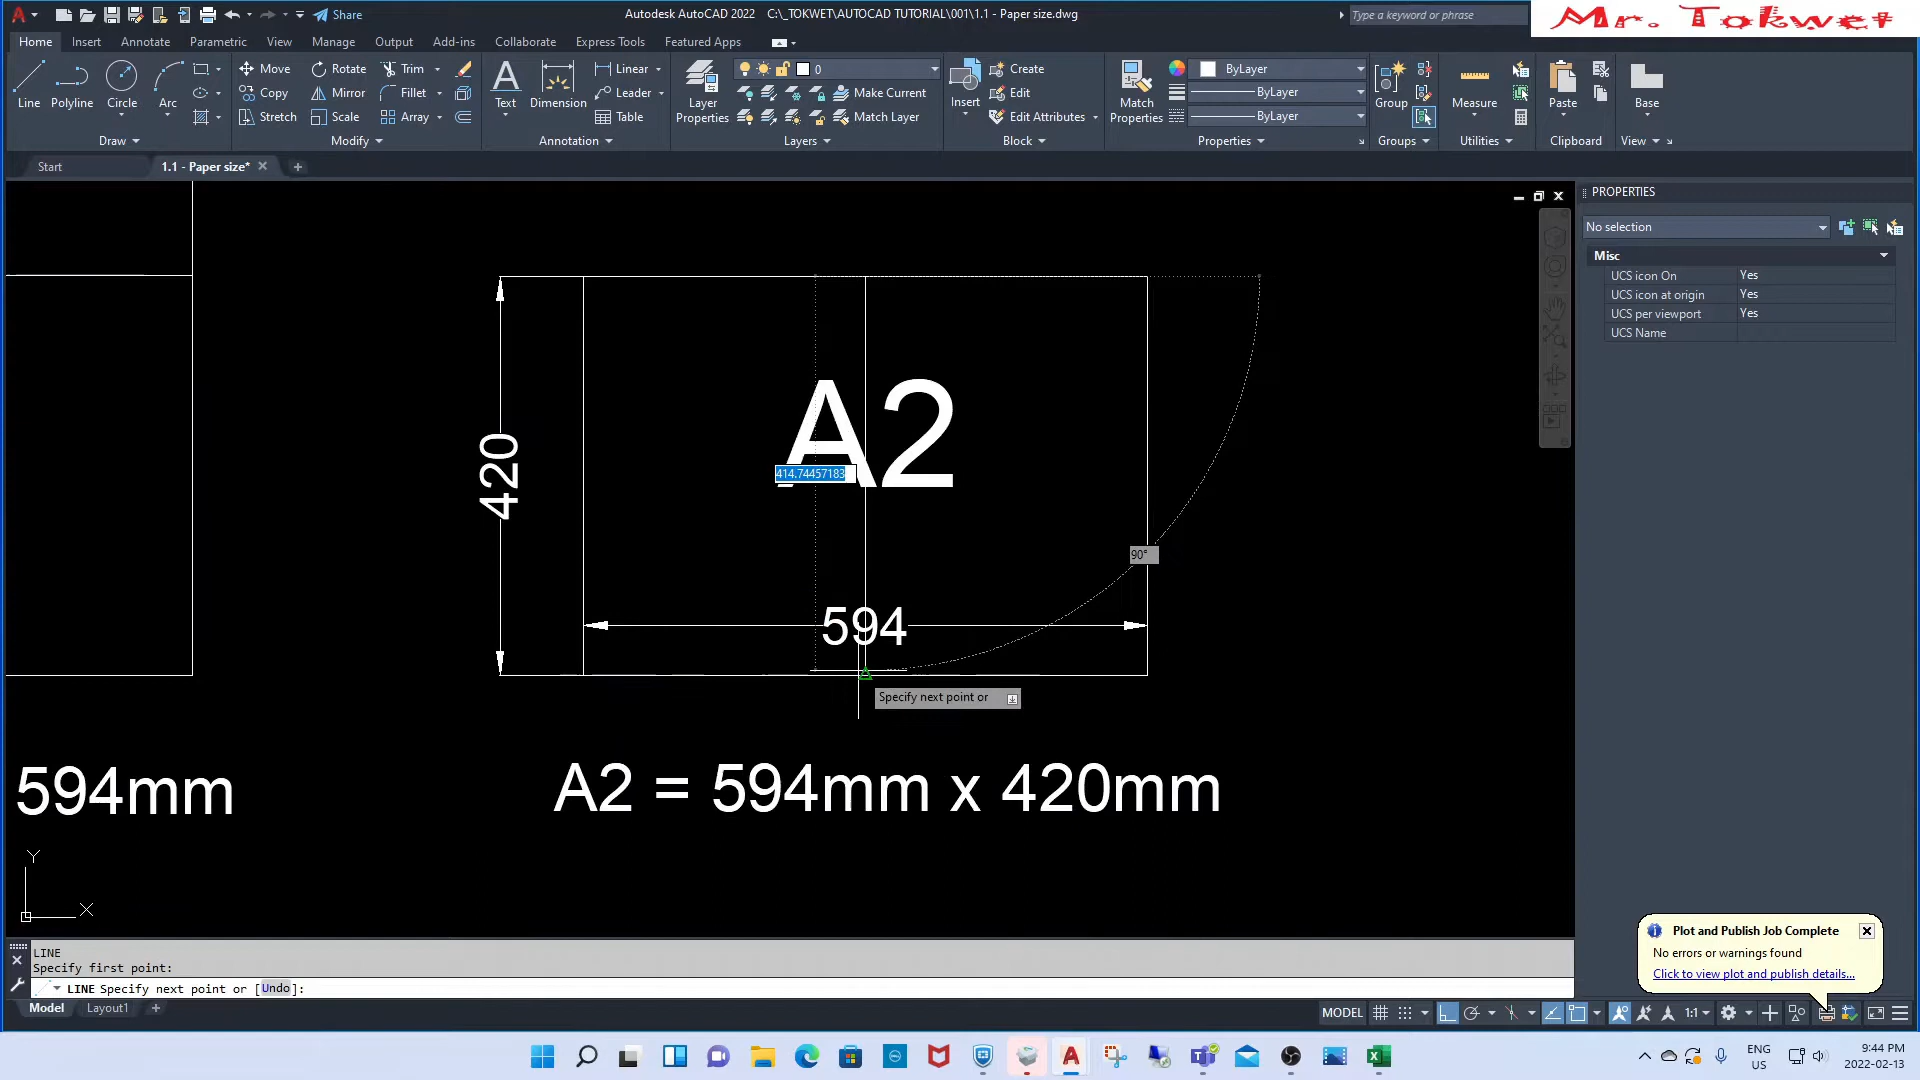 Share
Autodesk AutoCAD 2022 C:\_TOKWET\AUTOCAD TUTORIAL\001\1.1 - Paper size.dwg
Type a keyword or phrase
Mr. Tokwet
Home Insert Annotate Parametric View Manage Output Add-ins Collaborate Express Tools Featured Apps
Line Polyline Circle Arc
Move Rotate Trim
Copy Mirror Fillet
Stretch Scale Array
Text Dimension
Linear
Leader
Table
Layer Properties
0
Make Current
Match Layer
Insert
Create
Edit
Edit Attributes
Match Properties
ByLayer
ByLayer
ByLayer
Group
Measure
Paste
Base
Draw Modify Annotation Layers Block Properties Groups Utilities Clipboard View
Start 1.1 - Paper size*
PROPERTIES
No selection
Misc
UCS icon On Yes
UCS icon at origin Yes
UCS per viewport Yes
UCS Name
A2
414.74457183
420
90°
594
Specify next point or
594mm
A2 = 594mm x 420mm
Y
X
LINE
Specify first point:
LINE Specify next point or [Undo]:
Plot and Publish Job Complete
No errors or warnings found
Click to view plot and publish details...
Model Layout1
MODEL
1:1
ENG
US
9:44 PM
2022-02-13